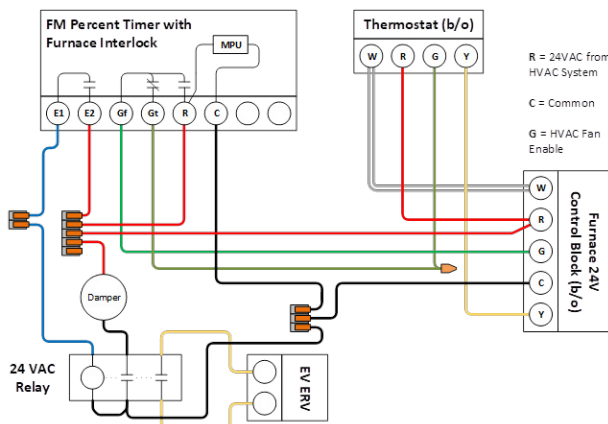 FM Percent Timer with
Furnace Interlock
MPU
E1 E2 Gf Gt R C
Thermostat (b/o)
W R G Y
R = 24VAC from
HVAC System
C = Common
G = HVAC Fan
Enable
W
R
G
C
Y
Furnace 24V
Control Block (b/o)
Damper
24 VAC
Relay
EV ERV